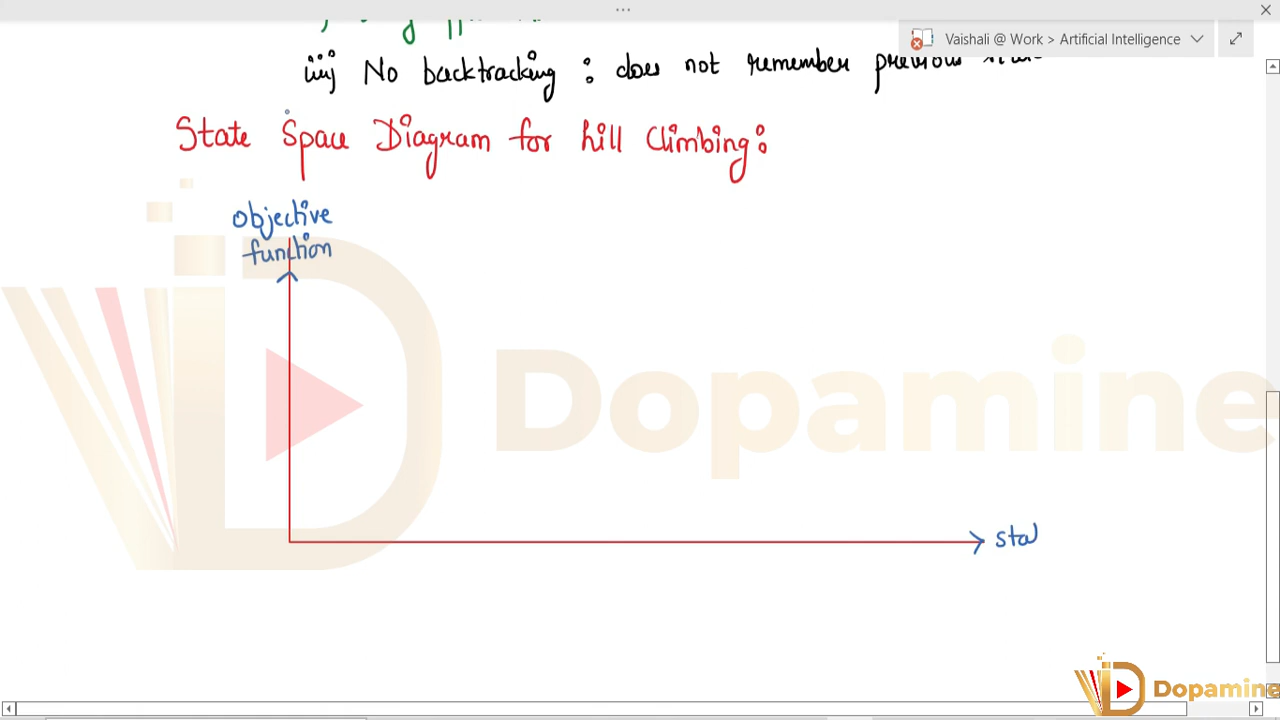 Vaishali @ Work > Artificial Intelligence
iii) No backtracking : does not remember previous
State Space Diagram for hill Climbing:
objective
function
Dopamine
sta
Dopamine